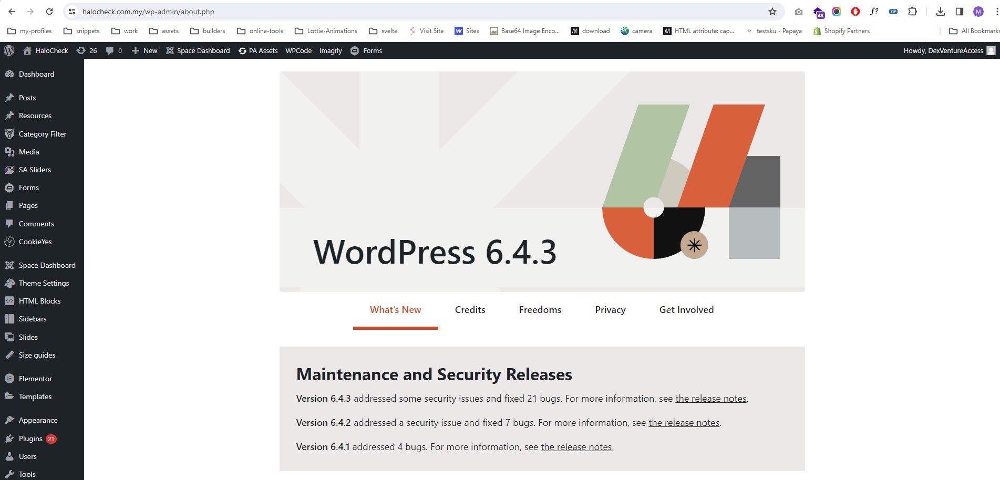 halocheck.com.my/wp-admin/about.php
48
f?
ZIP
M
my-profiles snippets work assets builders online-tools Lottie-Animations svelte Visit Site W Sites Base64 Image Enco... download camera HTML attribute: cap... testsku - Papaya Shopify Partners All Bookmarks
HaloCheck 26 0 New Space Dashboard PA Assets WPCode Imagify Forms Howdy, DexVentureAccess
Dashboard
Posts
Resources
Category Filter
Media
SA Sliders
Forms
Pages
Comments
CookieYes
Space Dashboard
Theme Settings
HTML Blocks
Sidebars
Slides
Size guides
Elementor
Templates
Appearance
Plugins 21
Users
Tools
WordPress 6.4.3
What’s New Credits Freedoms Privacy Get Involved
Maintenance and Security Releases
Version 6.4.3 addressed some security issues and fixed 21 bugs. For more information, see the release notes.
Version 6.4.2 addressed a security issue and fixed 7 bugs. For more information, see the release notes.
Version 6.4.1 addressed 4 bugs. For more information, see the release notes.